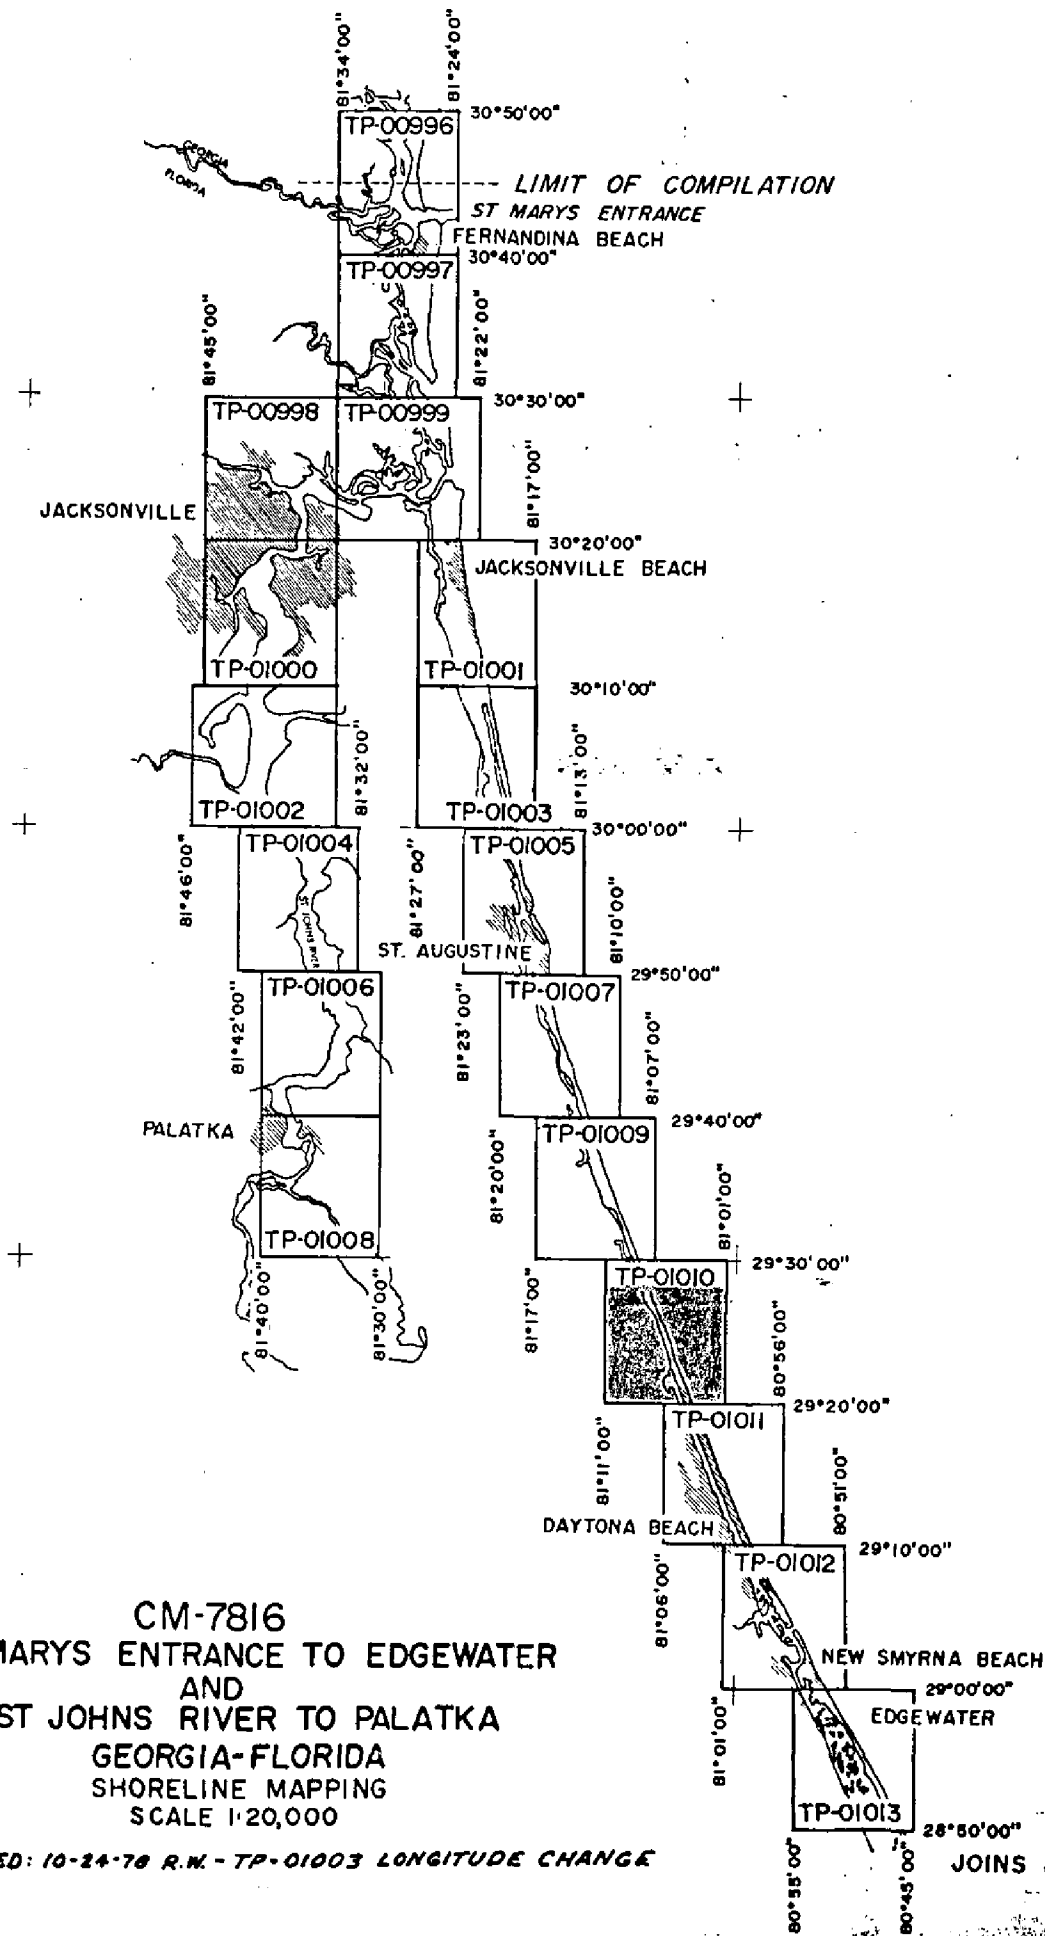 81°34'00"
81°24'00"
30°50'00"
TP-00996
GEORGIA
FLORIDA
LIMIT OF COMPILATION
ST MARYS ENTRANCE
FERNANDINA BEACH
30°40'00"
TP-00997
81°45'00"
81°22'00"
30°30'00"
TP-00998
TP-00999
81°17'00"
JACKSONVILLE
30°20'00"
JACKSONVILLE BEACH
TP-01000
TP-01001
30°10'00"
81°32'00"
81°13'00"
TP-01002
TP-01003
30°00'00"
TP-01004
TP-01005
81°46'00"
81°27'00"
81°10'00"
ST JOHNS RIVER
ST. AUGUSTINE
29°50'00"
TP-01006
TP-01007
81°42'00"
81°23'00"
81°07'00"
PALATKA
29°40'00"
TP-01009
81°20'00"
81°01'00"
TP-01008
29°30'00"
TP-01010
81°40'00"
81°30'00"
81°17'00"
80°56'00"
29°20'00"
TP-01011
81°11'00"
80°51'00"
DAYTONA BEACH
29°10'00"
TP-01012
81°06'00"
NEW SMYRNA BEACH
29°00'00"
EDGEWATER
81°01'00"
TP-01013
28°50'00"
80°55'00"
80°45'00"
JOINS
CM-7816
MARYS ENTRANCE TO EDGEWATER
AND
ST JOHNS RIVER TO PALATKA
GEORGIA-FLORIDA
SHORELINE MAPPING
SCALE 1:20,000
ED: 10-24-78 R.W. - TP-01003 LONGITUDE CHANGE